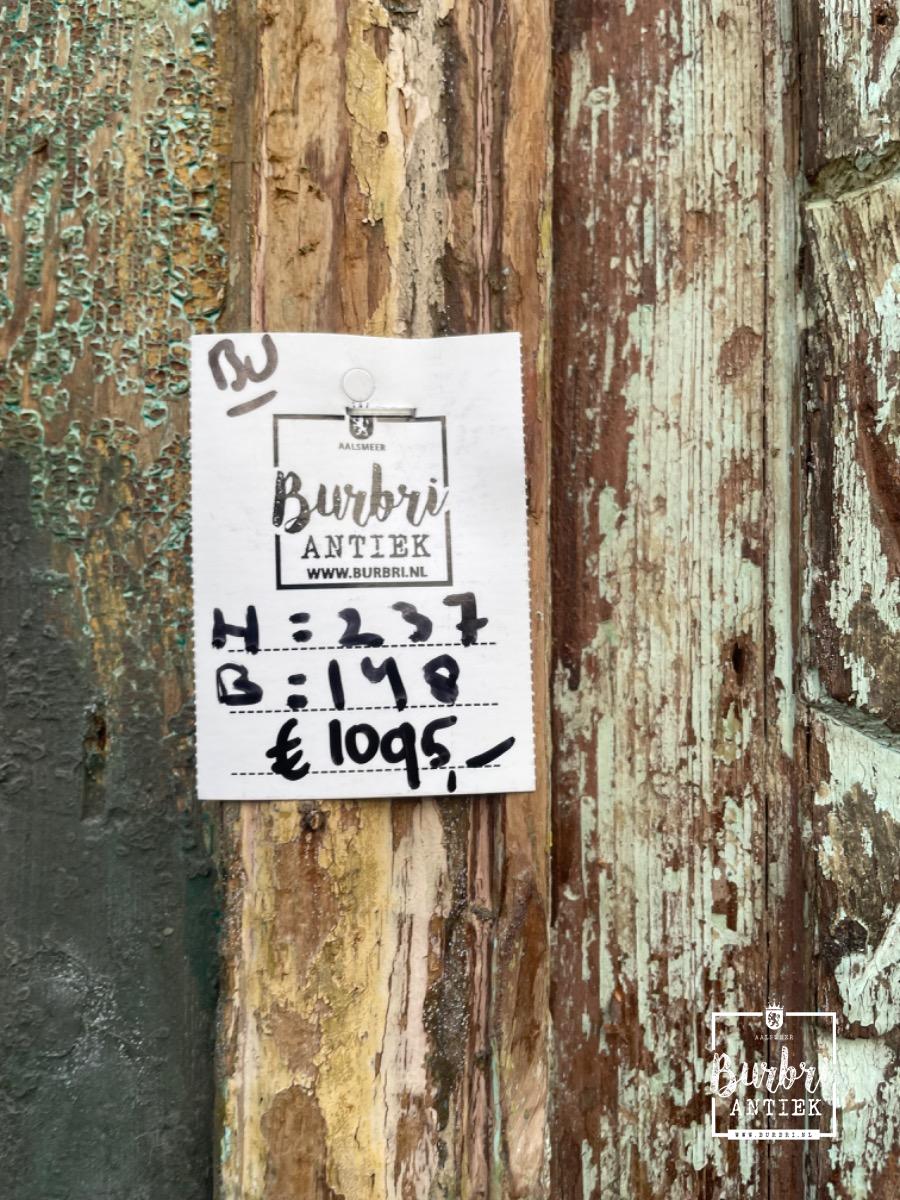 BU
AALSMEER
Burbri
ANTIEK
WWW.BURBRI.NL
H : 237
B : 148
€ 1095,-
AALSMEER
Burbri
ANTIEK
WWW.BURBRI.NL